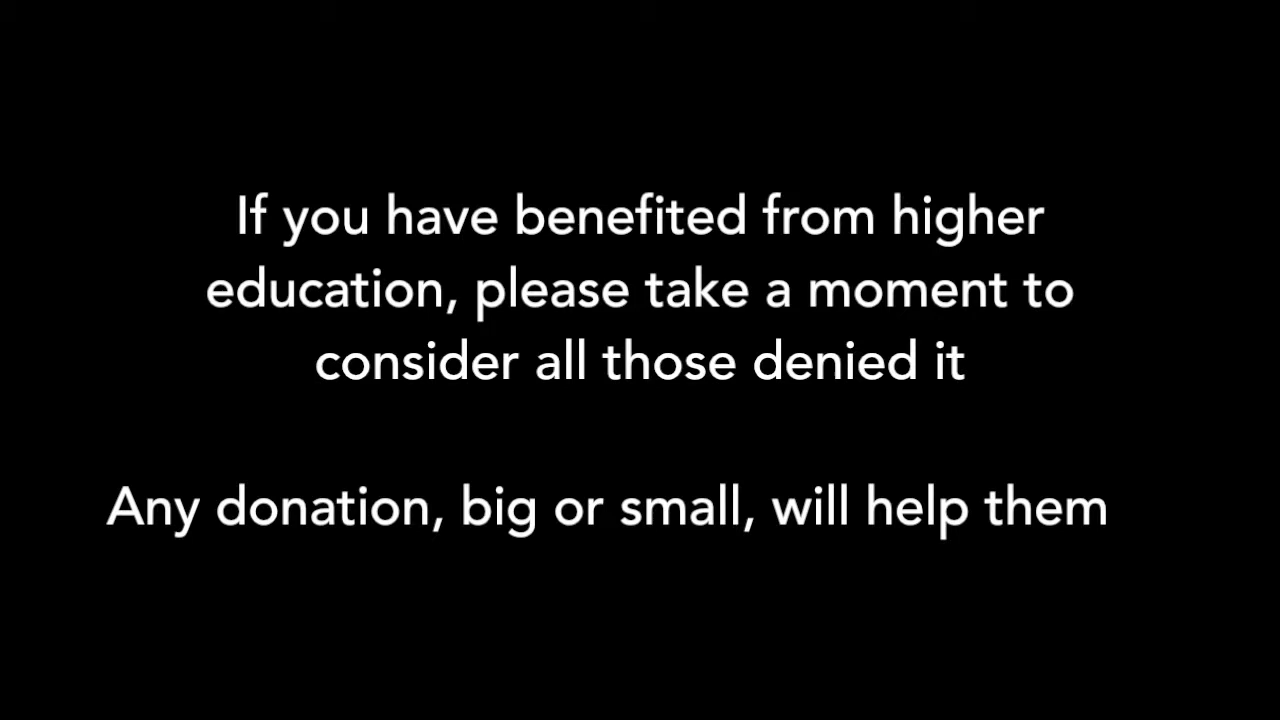 If you have benefited from higher
education, please take a moment to
consider all those denied it
Any donation, big or small, will help them